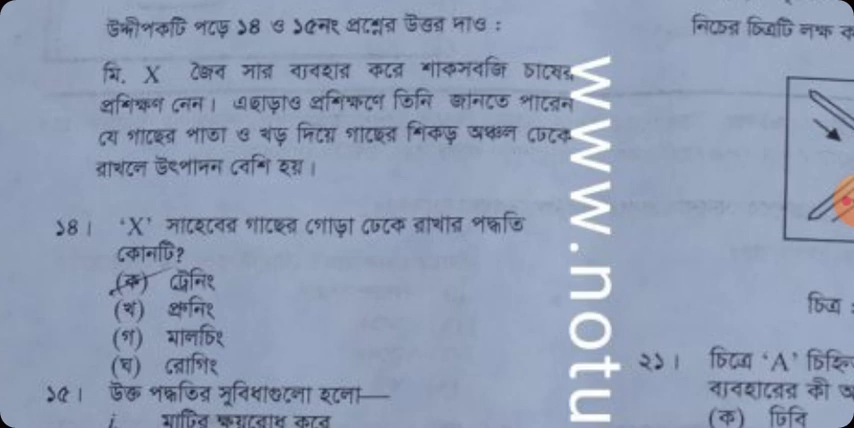 উদ্দীপকটি পড়ে ১৪ ও ১৫নং প্রশ্নের উত্তর দাও :
মি. X জৈব সার ব্যবহার করে শাকসবজি চাষের
প্রশিক্ষণ নেন। এছাড়াও প্রশিক্ষণে তিনি জানতে পারেন
যে গাছের পাতা ও খড় দিয়ে গাছের শিকড় অঞ্চল ঢেকে
রাখলে উৎপাদন বেশি হয়।
১৪। 'X' সাহেবের গাছের গোড়া ঢেকে রাখার পদ্ধতি
কোনটি?
(ক) ট্রেনিং
(খ) প্রুনিং
(গ) মালচিং
(ঘ) রোগিং
১৫। উক্ত পদ্ধতির সুবিধাগুলো হলো—
i. মাটির ক্ষয়রোধ করে
www.notu
নিচের চিত্রটি লক্ষ
চিত্র :
২১। চিত্রে 'A'
ব্যবহারের কী
(ক) ঢিবি